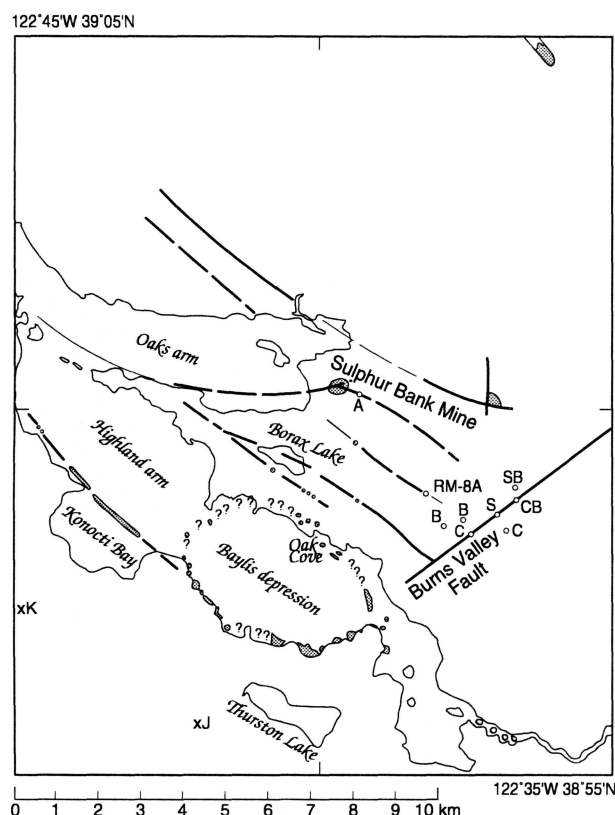 122°45'W 39°05'N
Oaks arm
Sulphur Bank Mine
A
Highland arm
Borax Lake
RM-8A
SB
B
B
S
CB
C
C
Konocti Bay
Oak
Cove
Burns Valley
Fault
? ? ? ? ?
?
?
?
?
? ?
? ?
Baylis depression
? ? ? ?
xK
xJ
Thurston Lake
122°35'W 38°55'N
0 1 2 3 4 5 6 7 8 9 10 km